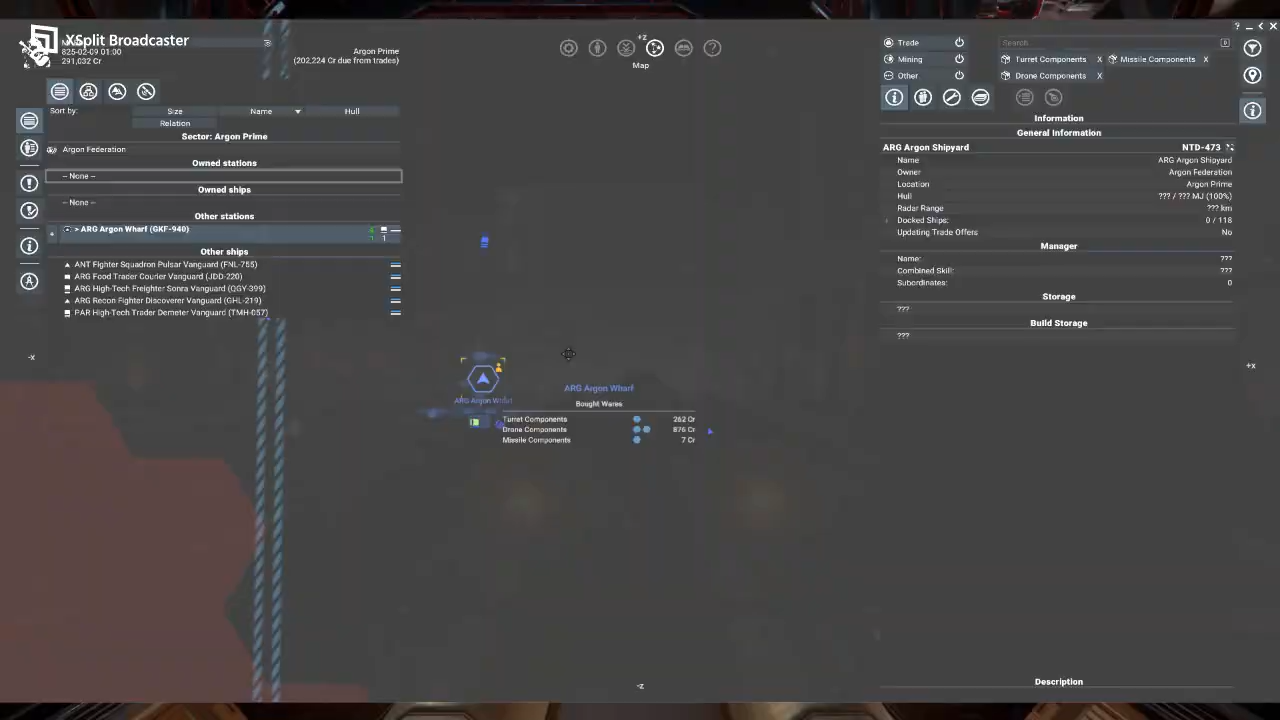 XSplit Broadcaster
825-02-09 01:00
291,032 Cr
Argon Prime
(202,224 Cr due from trades)
Sort by:
Size
Name
Hull
Relation
Sector: Argon Prime
Argon Federation
Owned stations
-- None --
Owned ships
-- None --
Other stations
> ARG Argon Wharf (GKF-940)
1
Other ships
ANT Fighter Squadron Pulsar Vanguard (FNL-755)
ARG Food Trader Courier Vanguard (JDD-220)
ARG High-Tech Freighter Sonra Vanguard (QGY-399)
ARG Recon Fighter Discoverer Vanguard (GHL-219)
PAR High-Tech Trader Demeter Vanguard (TMH-057)
+Z
Map
-X
+X
-Z
ARG Argon Wharf
ARG Argon Wharf
Bought Wares
Turret Components 262 Cr
Drone Components 876 Cr
Missile Components 7 Cr
Trade
Mining
Other
Search...
Turret Components X
Missile Components X
Drone Components X
Information
General Information
ARG Argon Shipyard NTD-473
Name ARG Argon Shipyard
Owner Argon Federation
Location Argon Prime
Hull ??? / ??? MJ (100%)
Radar Range ??? km
Docked Ships: 0 / 118
Updating Trade Offers No
Manager
Name: ???
Combined Skill: ???
Subordinates: 0
Storage
???
Build Storage
???
Description